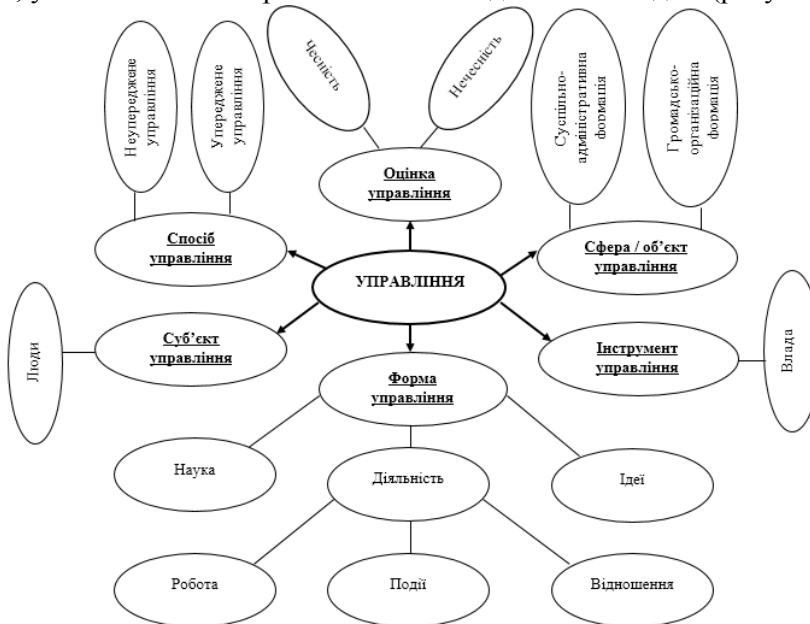 Чесність
Нечесність
Неупереджене
управління
Упереджене
управління
Суспільно-
адміністративна
формація
Громадсько-
організаційна
формація
Оцінка
управління
Спосіб
управління
Сфера / об’єкт
управління
УПРАВЛІННЯ
Люди
Суб’єкт
управління
Інструмент
управління
Влада
Форма
управління
Наука
Діяльність
Ідеї
Робота
Події
Відношення